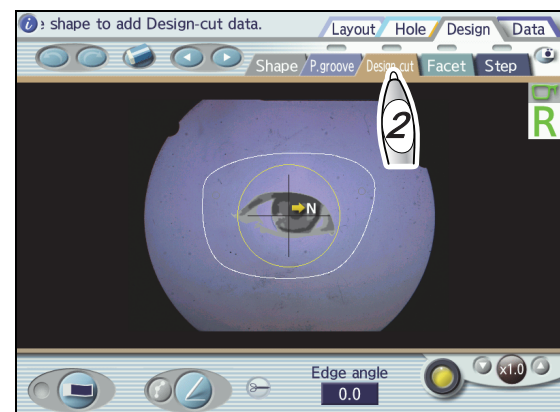 : shape to add Design-cut data.
Layout Hole Design Data
Shape P.groove Design cut Facet Step
2
R
N
Edge angle
0.0
x1.0